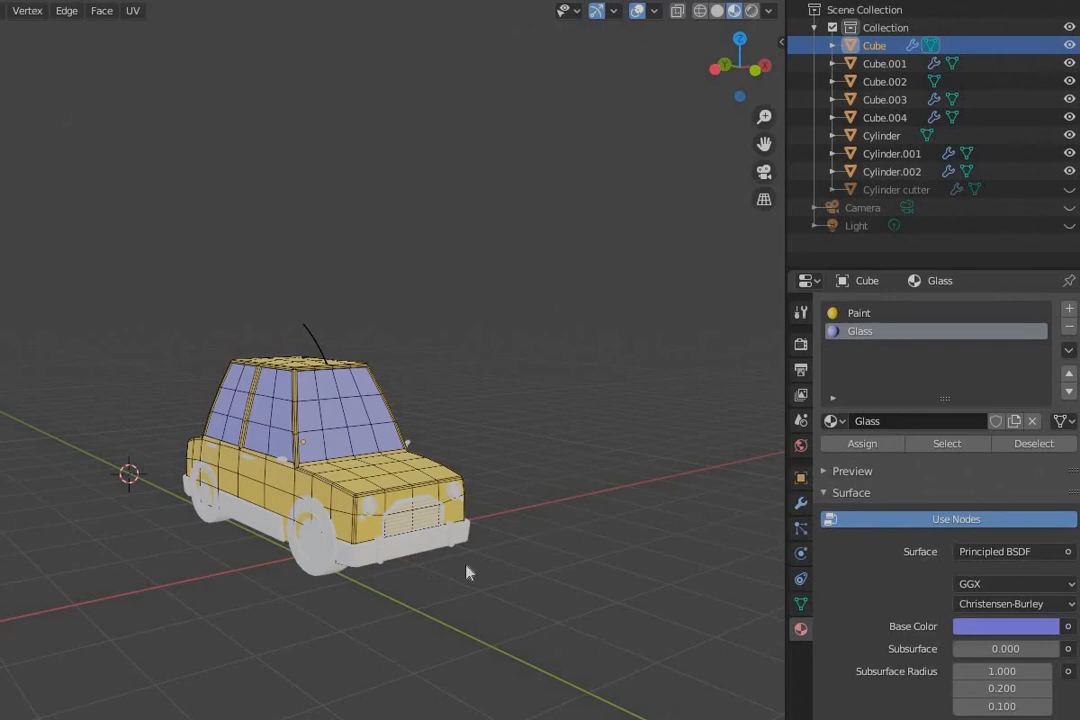 Vertex Edge Face UV
Scene Collection
Collection
Cube
Cube.001
Cube.002
Cube.003
Cube.004
Cylinder
Cylinder.001
Cylinder.002
Cylinder cutter
Camera
Light
Z
Y X
Cube Glass
Paint
Glass
Glass
Assign Select Deselect
Preview
Surface
Use Nodes
Surface Principled BSDF
GGX
Christensen-Burley
Base Color
Subsurface 0.000
Subsurface Radius 1.000
0.200
0.100